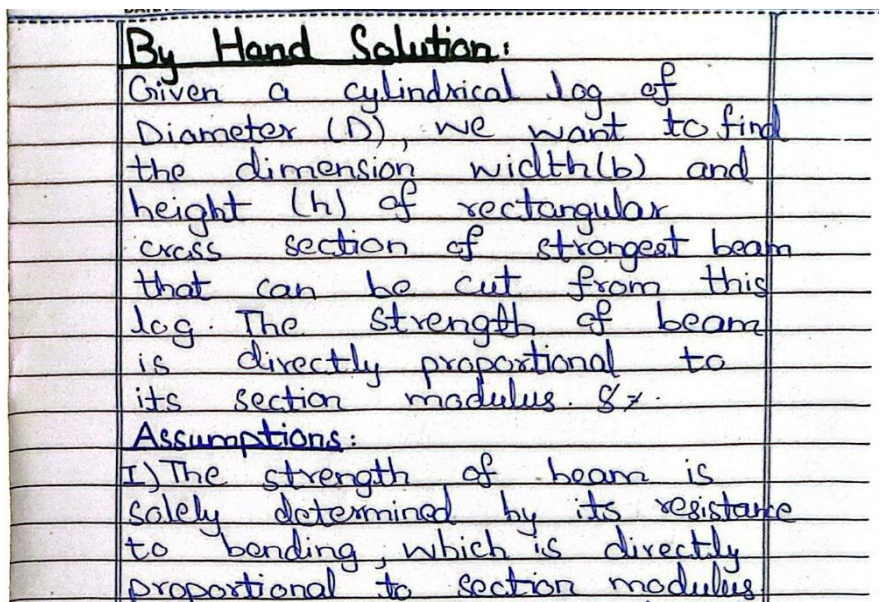 By Hand Solution:
Given a cylindrical log of
Diameter (D), we want to find
the dimension width(b) and
height (h) of rectangular
cross section of strongest beam
that can be cut from this
log. The strength of beam
is directly proportional to
its section modulus.
Assumptions:
I) The strength of beam is
solely determined by its resistance
to bending, which is directly
proportional to section modulus